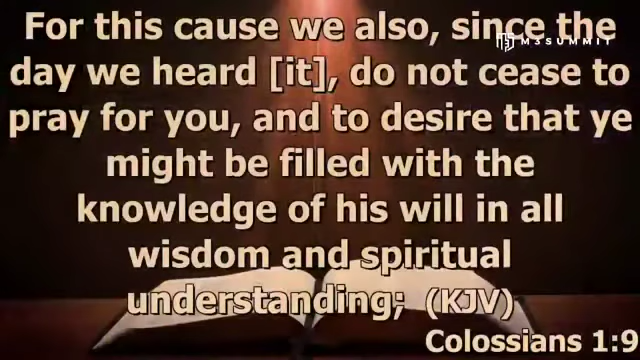 For this cause we also, since the
M3SUMMIT
day we heard [it], do not cease to
pray for you, and to desire that ye
might be filled with the
knowledge of his will in all
wisdom and spiritual
understanding; (KJV)
Colossians 1:9